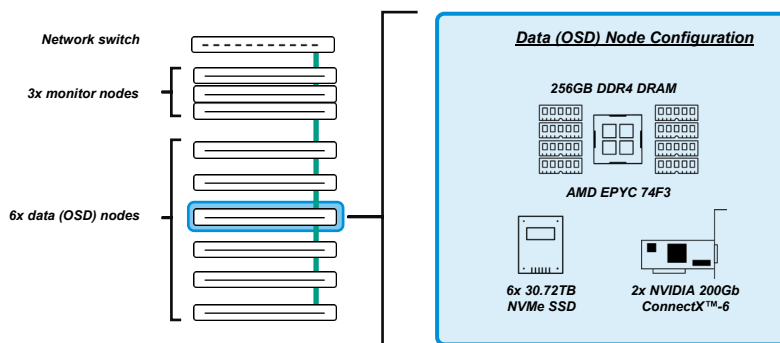 Network switch
3x monitor nodes
6x data (OSD) nodes
Data (OSD) Node Configuration
256GB DDR4 DRAM
AMD EPYC 74F3
6x 30.72TB
NVMe SSD
2x NVIDIA 200Gb
ConnectX™-6